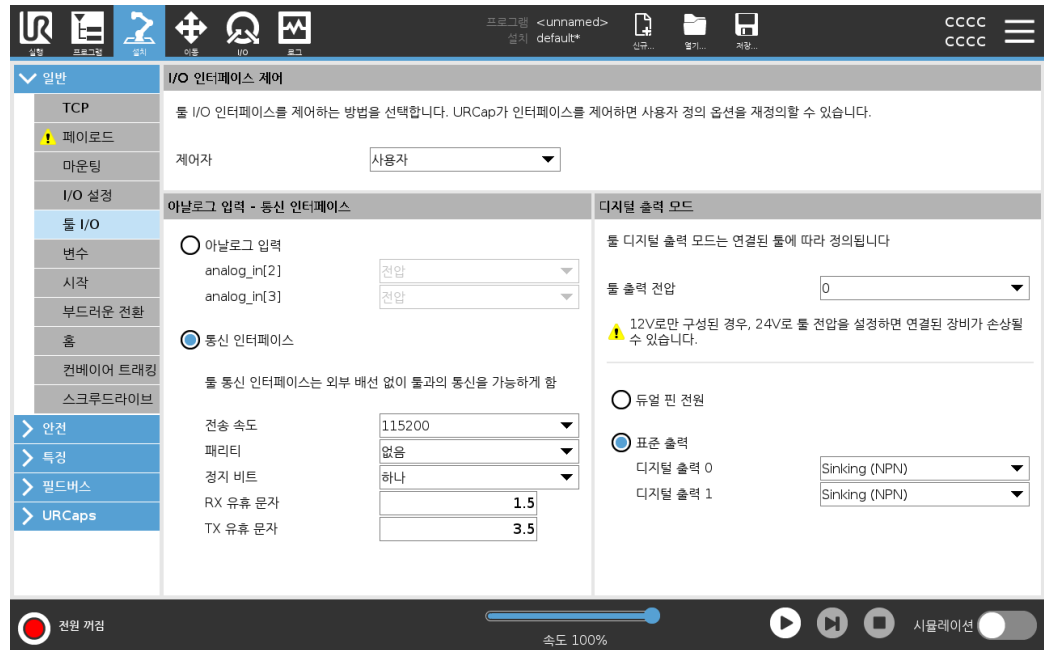 UR
실행
프로그램
설치
이동
I/O
로그
프로그램 <unnamed>
설치 default*
신규...
열기...
저장...
CCCC
CCCC
일반
TCP
페이로드
마운팅
I/O 설정
툴 I/O
변수
시작
부드러운 전환
홈
컨베이어 트래킹
스크루드라이브
안전
특징
필드버스
URCaps
I/O 인터페이스 제어
툴 I/O 인터페이스를 제어하는 방법을 선택합니다. URCap가 인터페이스를 제어하면 사용자 정의 옵션을 재정의할 수 있습니다.
제어자 사용자
아날로그 입력 - 통신 인터페이스
아날로그 입력
analog_in[2] 전압
analog_in[3] 전압
통신 인터페이스
툴 통신 인터페이스는 외부 배선 없이 툴과의 통신을 가능하게 함
전송 속도 115200
패리티 없음
정지 비트 하나
RX 유휴 문자 1.5
TX 유휴 문자 3.5
디지털 출력 모드
툴 디지털 출력 모드는 연결된 툴에 따라 정의됩니다
툴 출력 전압 0
12V로만 구성된 경우, 24V로 툴 전압을 설정하면 연결된 장비가 손상될
수 있습니다.
듀얼 핀 전원
표준 출력
디지털 출력 0 Sinking (NPN)
디지털 출력 1 Sinking (NPN)
전원 꺼짐
속도 100%
시뮬레이션